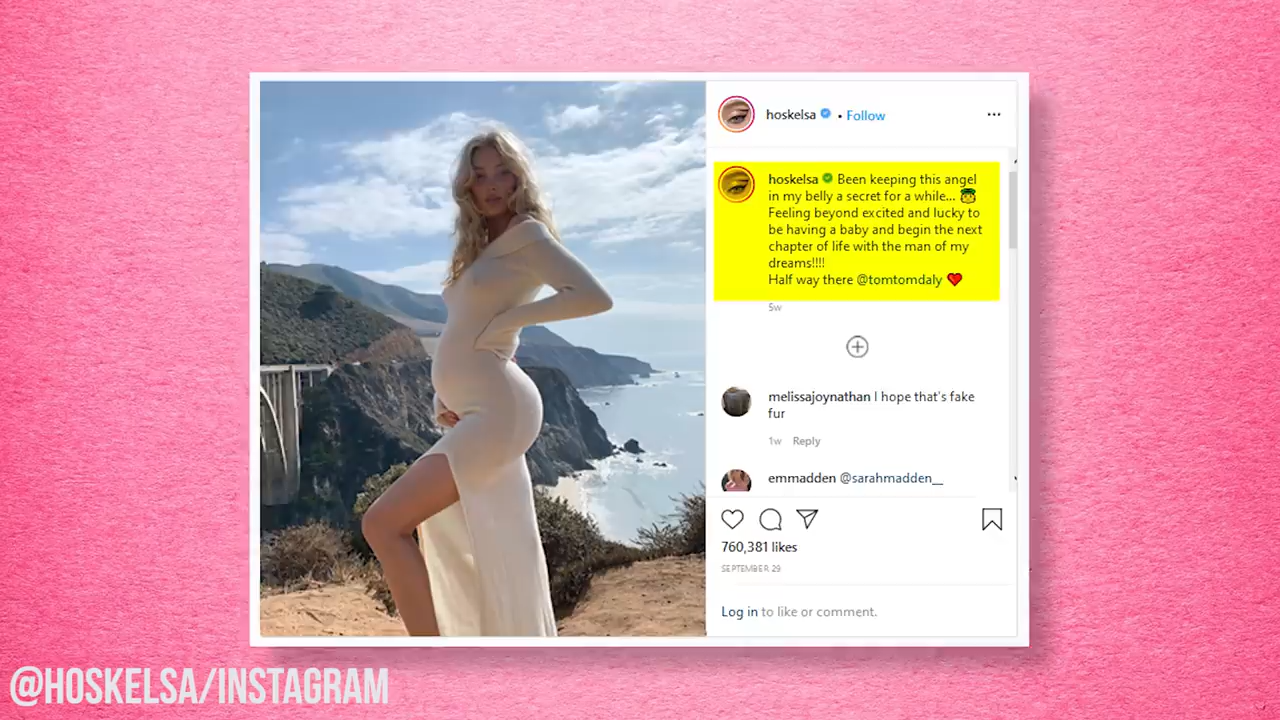 hoskelsa • Follow
hoskelsa Been keeping this angel
in my belly a secret for a while...
Feeling beyond excited and lucky to
be having a baby and begin the next
chapter of life with the man of my
dreams!!!!
Half way there @tomtomdaly
5w
melissajoynathan I hope that's fake
fur
1w Reply
emmadden @sarahmadden__
760,381 likes
SEPTEMBER 29
Log in to like or comment.
@HOSKELSA/INSTAGRAM